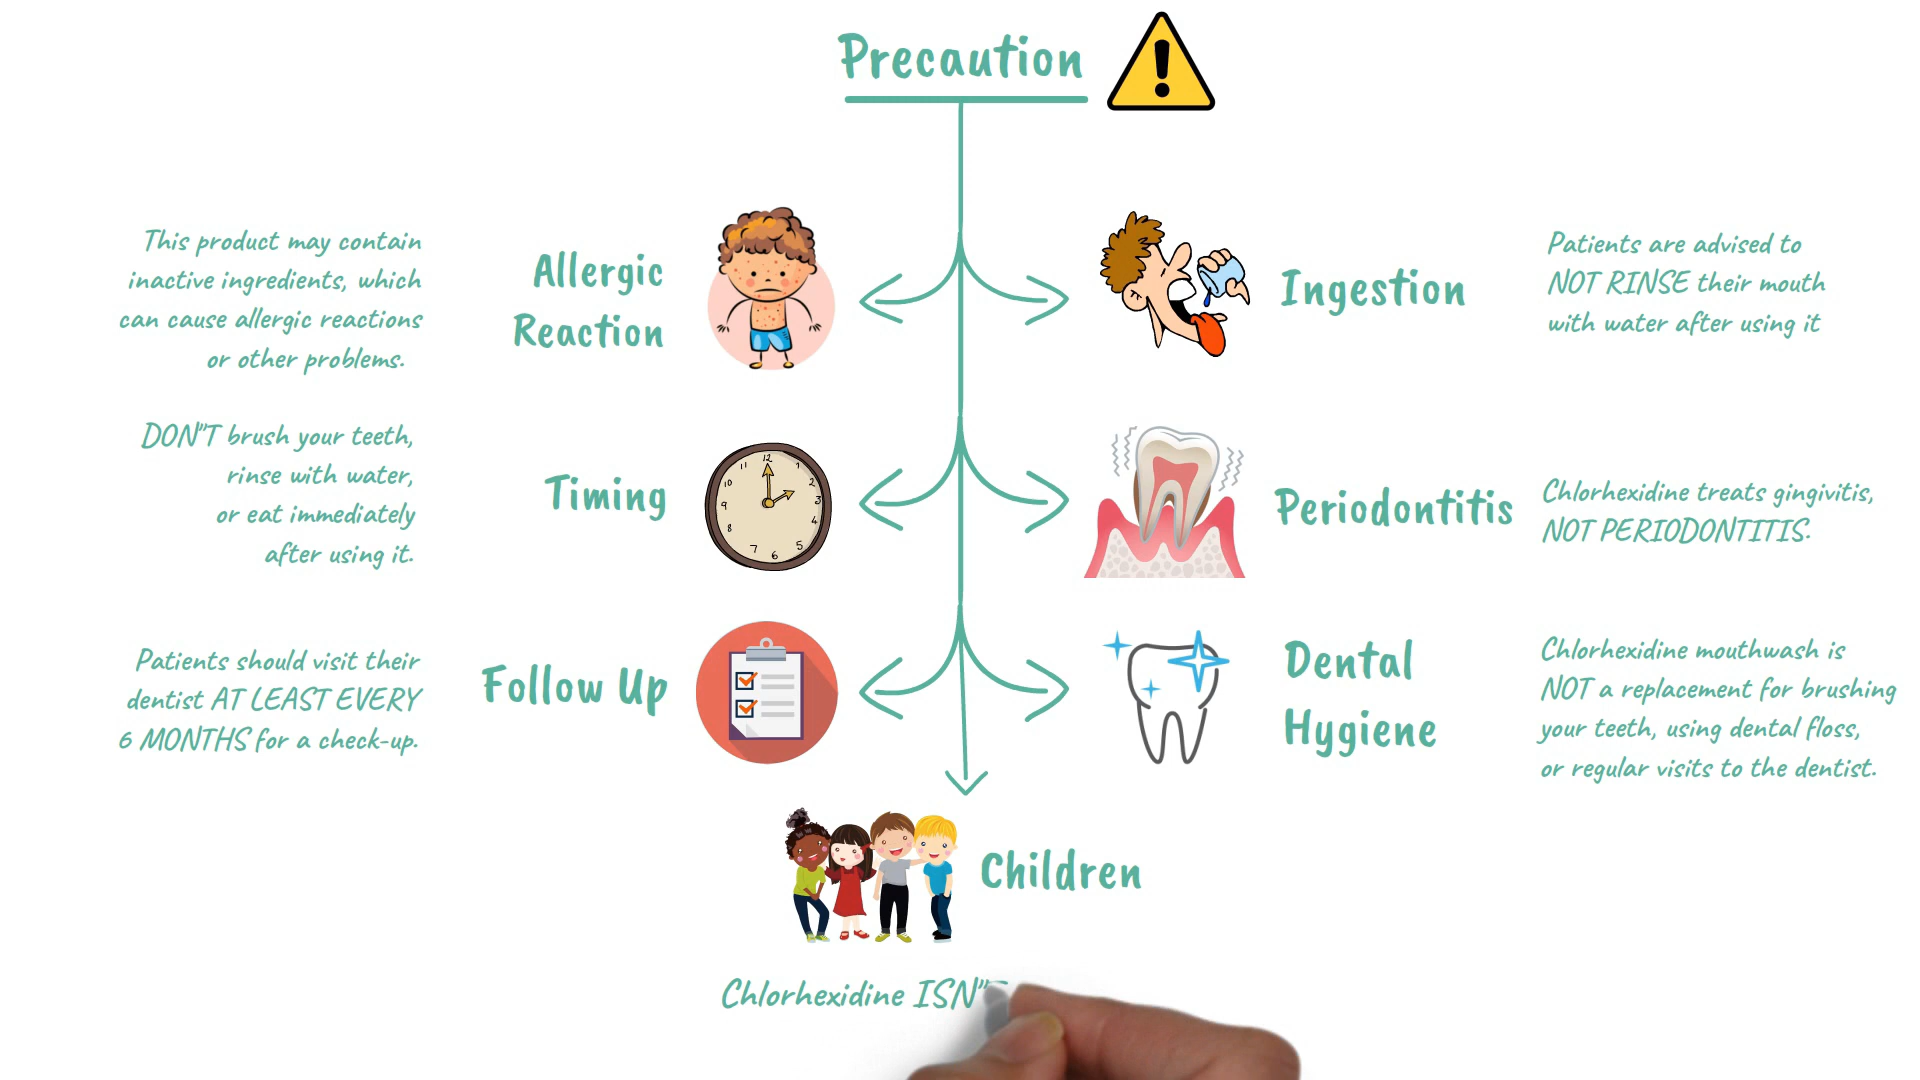 Precaution
This product may contain
inactive ingredients, which
can cause allergic reactions
or other problems.
Allergic
Reaction
Ingestion
Patients are advised to
NOT RINSE their mouth
with water after using it
DON"T brush your teeth,
rinse with water,
or eat immediately
after using it.
Timing
12
1
2
3
4
5
6
7
8
9
10
11
Periodontitis
Chlorhexidine treats gingivitis,
NOT PERIODONTITIS.
Patients should visit their
dentist AT LEAST EVERY
6 MONTHS for a check-up.
Follow Up
Dental
Hygiene
Chlorhexidine mouthwash is
NOT a replacement for brushing
your teeth, using dental floss,
or regular visits to the dentist.
Children
Chlorhexidine ISN"T